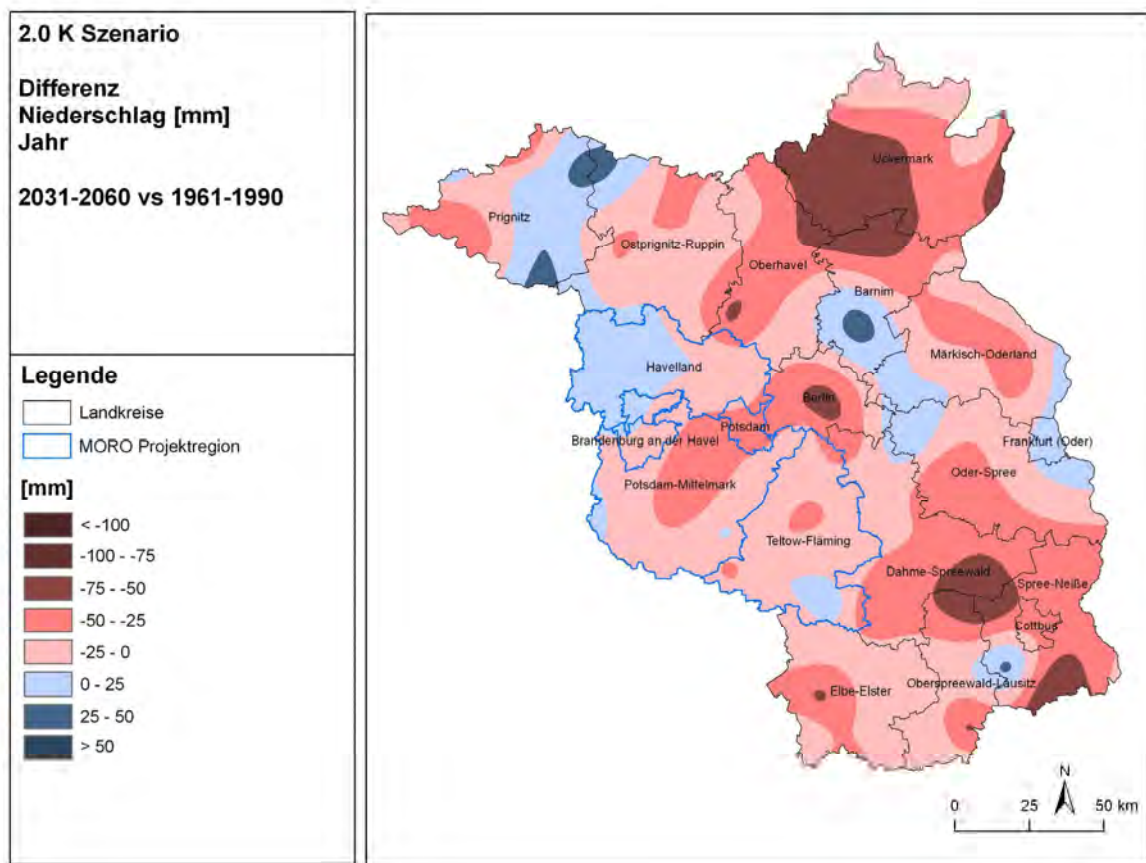 2.0 K Szenario
Differenz
Niederschlag [mm]
Jahr
2031-2060 vs 1961-1990
Legende
Landkreise
MORO Projektregion
[mm]
< -100
-100 - -75
-75 - -50
-50 - -25
-25 - 0
0 - 25
25 - 50
> 50
Uckermark
Prignitz
Ostprignitz-Ruppin
Oberhavel
Barnim
Märkisch-Oderland
Havelland
Berlin
Potsdam
Brandenburg an der Havel
Frankfurt (Oder)
Potsdam-Mittelmark
Oder-Spree
Teltow-Fläming
Dahme-Spreewald
Spree-Neiße
Cottbus
Elbe-Elster
Oberspreewald-Lausitz
N
0 25 50 km